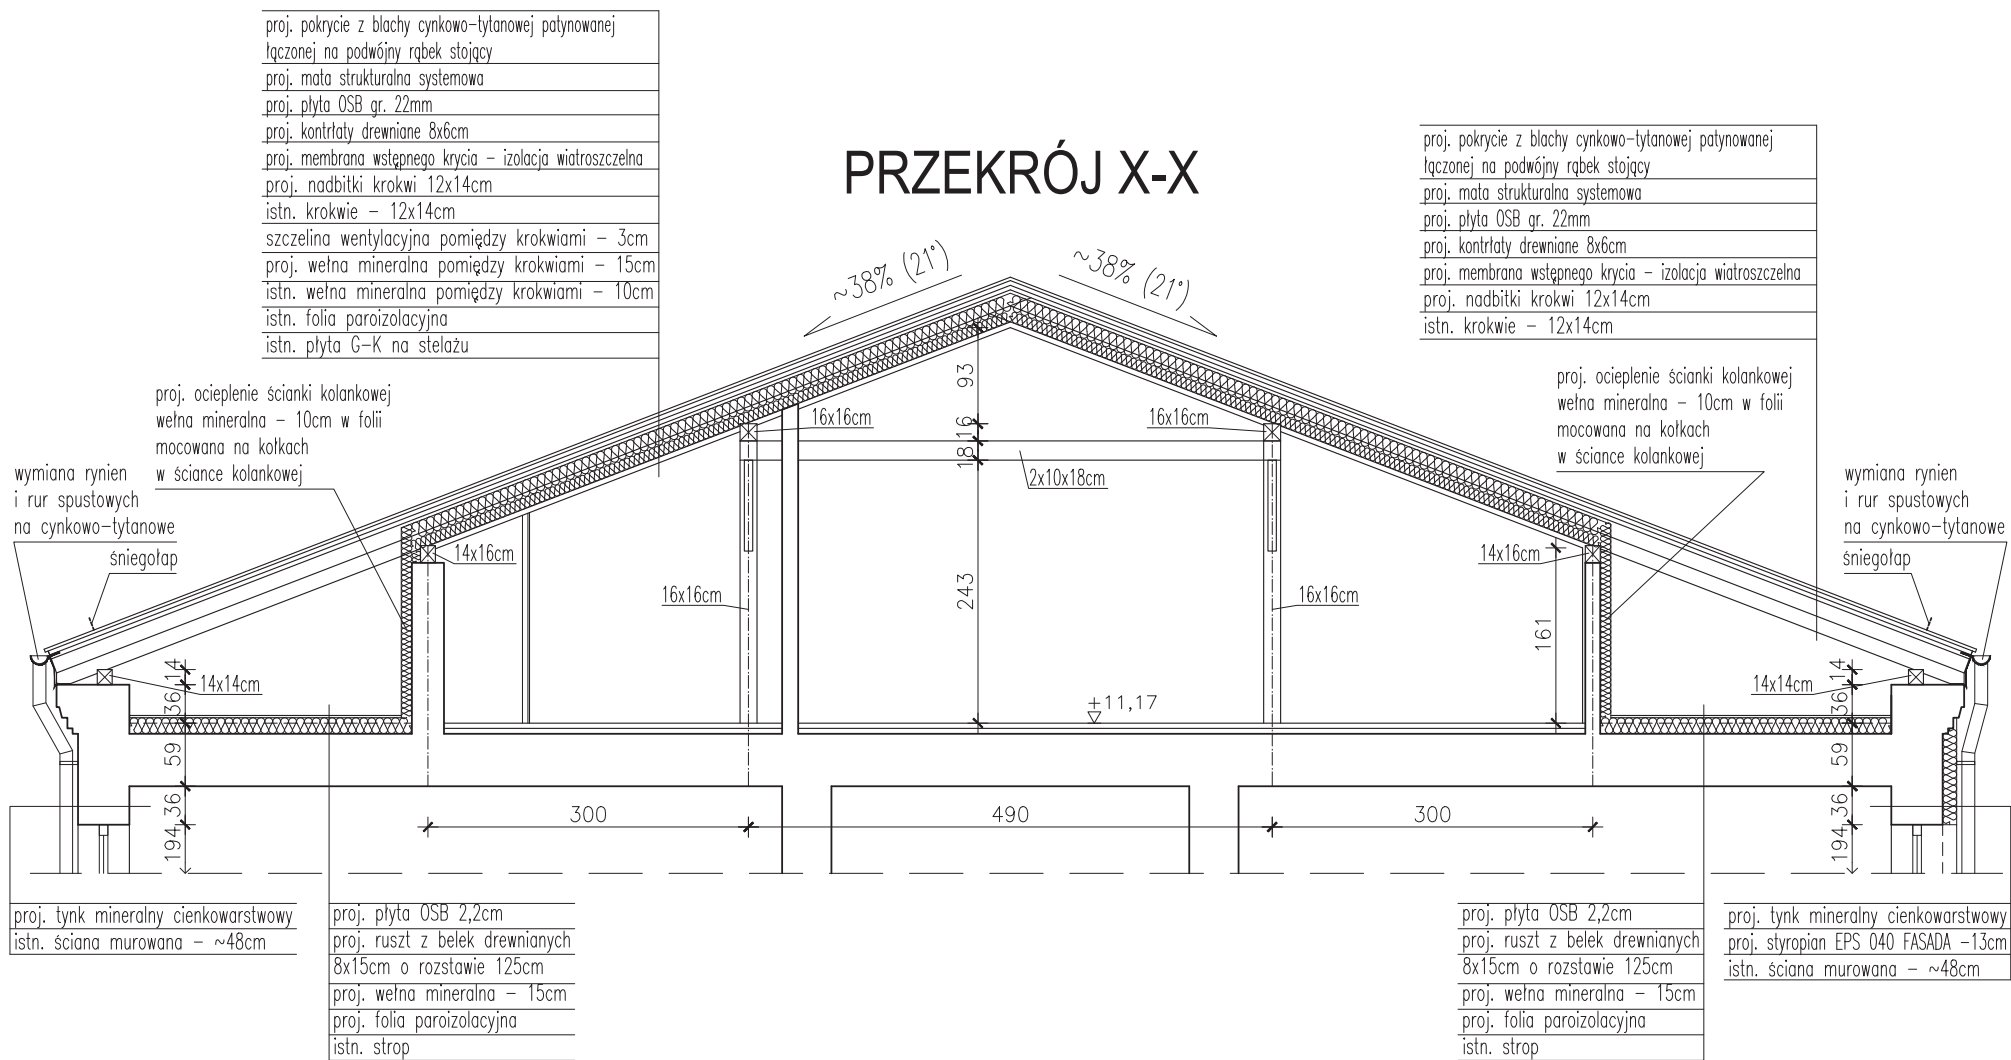 proj. pokrycie z blachy cynkowo-tytanowej patynowanej
łączonej na podwójny rąbek stojący
proj. mata strukturalna systemowa
proj. płyta OSB gr. 22mm
proj. kontrłaty drewniane 8x6cm
proj. membrana wstępnego krycia - izolacja wiatroszczelna
proj. nadbitki krokwi 12x14cm
istn. krokwie - 12x14cm
szczelina wentylacyjna pomiędzy krokwiami - 3cm
proj. wełna mineralna pomiędzy krokwiami - 15cm
istn. wełna mineralna pomiędzy krokwiami - 10cm
istn. folia paroizolacyjna
istn. płyta G-K na stelażu
PRZEKRÓJ X-X
proj. pokrycie z blachy cynkowo-tytanowej patynowanej
łączonej na podwójny rąbek stojący
proj. mata strukturalna systemowa
proj. płyta OSB gr. 22mm
proj. kontrłaty drewniane 8x6cm
proj. membrana wstępnego krycia - izolacja wiatroszczelna
proj. nadbitki krokwi 12x14cm
istn. krokwie - 12x14cm
~38% (21°)
~38% (21°)
proj. ocieplenie ścianki kolankowej
wełna mineralna - 10cm w folii
mocowana na kołkach
w ściance kolankowej
proj. ocieplenie ścianki kolankowej
wełna mineralna - 10cm w folii
mocowana na kołkach
w ściance kolankowej
wymiana rynien
i rur spustowych
na cynkowo-tytanowe
śniegołap
wymiana rynien
i rur spustowych
na cynkowo-tytanowe
śniegołap
93
16
18
243
16x16cm
16x16cm
2x10x18cm
14x16cm
14x16cm
16x16cm
16x16cm
161
14x14cm
14x14cm
+11,17
14
36
59
36
194
14
36
59
36
194
300
490
300
proj. tynk mineralny cienkowarstwowy
istn. ściana murowana - ~48cm
proj. płyta OSB 2,2cm
proj. ruszt z belek drewnianych
8x15cm o rozstawie 125cm
proj. wełna mineralna - 15cm
proj. folia paroizolacyjna
istn. strop
proj. płyta OSB 2,2cm
proj. ruszt z belek drewnianych
8x15cm o rozstawie 125cm
proj. wełna mineralna - 15cm
proj. folia paroizolacyjna
istn. strop
proj. tynk mineralny cienkowarstwowy
proj. styropian EPS 040 FASADA -13cm
istn. ściana murowana - ~48cm